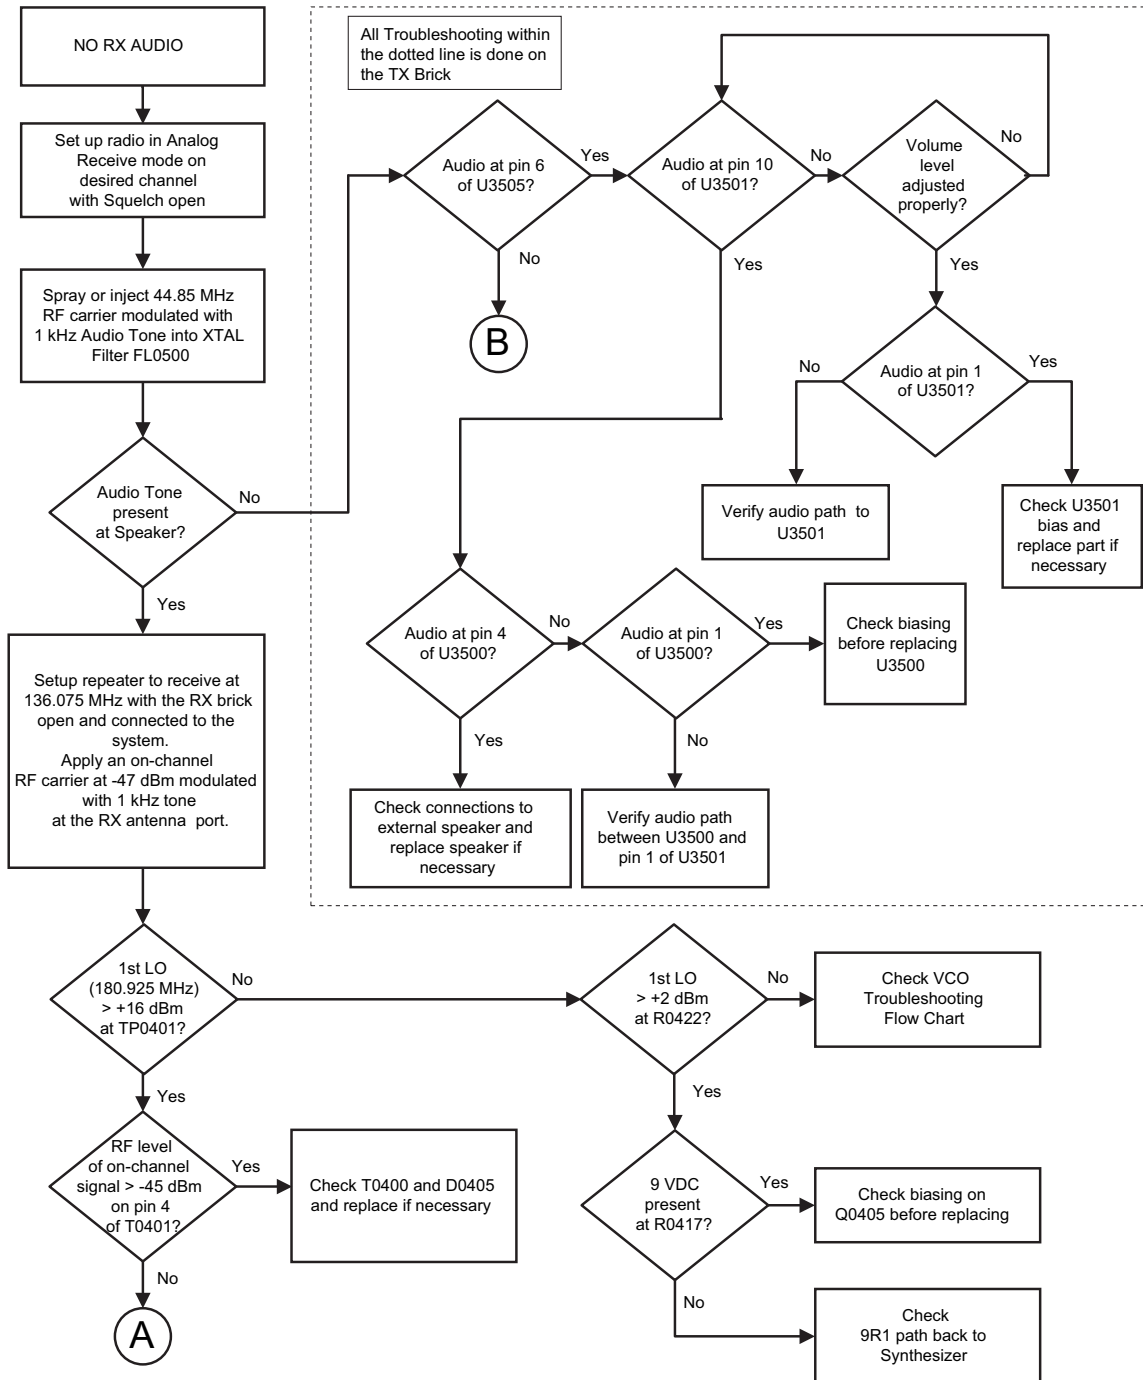 NO RX AUDIO
Set up radio in Analog
Receive mode on
desired channel
with Squelch open
Spray or inject 44.85 MHz
RF carrier modulated with
1 kHz Audio Tone into XTAL
Filter FL0500
Audio Tone
present
at Speaker?
No
Yes
Setup repeater to receive at
136.075 MHz with the RX brick
open and connected to the
system.
Apply an on-channel
RF carrier at -47 dBm modulated
with 1 kHz tone
at the RX antenna port.
All Troubleshooting within
the dotted line is done on
the TX Brick
Audio at pin 6
of U3505?
Yes
No
B
Audio at pin 10
of U3501?
No
Yes
Volume
level
adjusted
properly?
No
Yes
Audio at pin 1
of U3501?
No
Yes
Verify audio path to
U3501
Check U3501
bias and
replace part if
necessary
Audio at pin 4
of U3500?
No
Yes
Audio at pin 1
of U3500?
Yes
No
Check biasing
before replacing
U3500
Check connections to
external speaker and
replace speaker if
necessary
Verify audio path
between U3500 and
pin 1 of U3501
1st LO
(180.925 MHz)
> +16 dBm
at TP0401?
No
Yes
1st LO
> +2 dBm
at R0422?
No
Yes
Check VCO
Troubleshooting
Flow Chart
RF level
of on-channel
signal > -45 dBm
on pin 4
of T0401?
Yes
No
Check T0400 and D0405
and replace if necessary
A
9 VDC
present
at R0417?
Yes
No
Check biasing on
Q0405 before replacing
Check
9R1 path back to
Synthesizer